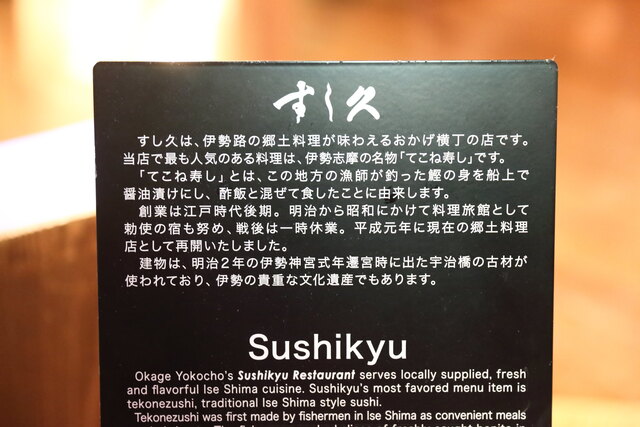 すし久
すし久は、伊勢路の郷土料理が味わえるおかげ横丁の店です。
当店で最も人気のある料理は、伊勢志摩の名物「てこね寿し」です。
「てこね寿し」とは、この地方の漁師が釣った鰹の身を船上で
醤油漬けにし、酢飯と混ぜて食したことに由来します。
創業は江戸時代後期。明治から昭和にかけて料理旅館として
勅使の宿も努め、戦後は一時休業。平成元年に現在の郷土料理
店として再開いたしました。
建物は、明治2年の伊勢神宮式年遷宮時に出た宇治橋の古材が
使われており、伊勢の貴重な文化遺産でもあります。
Sushikyu
Okage Yokocho's Sushikyu Restaurant serves locally supplied, fresh
and flavorful Ise Shima cuisine. Sushikyu's most favored menu item is
tekonezushi, traditional Ise Shima style sushi.
Tekonezushi was first made by fishermen in Ise Shima as convenient meals